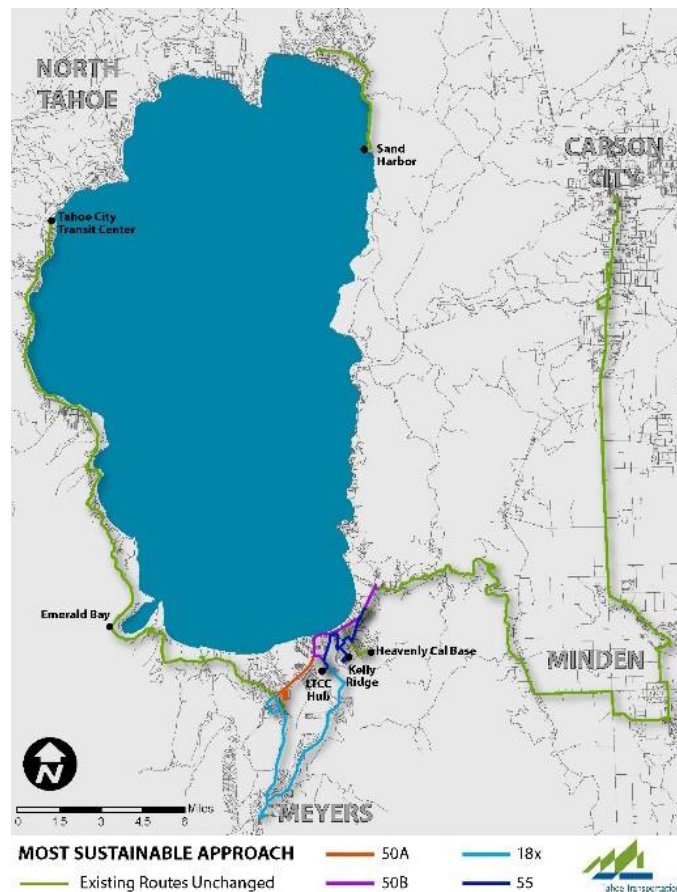 NORTH
TAHOE
Sand
Harbor
CARSON
CITY
Tahoe City
Transit Center
Emerald Bay
Heavenly Cal Base
Kelly
Ridge
LTCC
Hub
MINDEN
N
Miles
0 1.5 3 4.5 6
MEYERS
MOST SUSTAINABLE APPROACH
50A
18x
Existing Routes Unchanged
50B
55
Tahoe Transportation